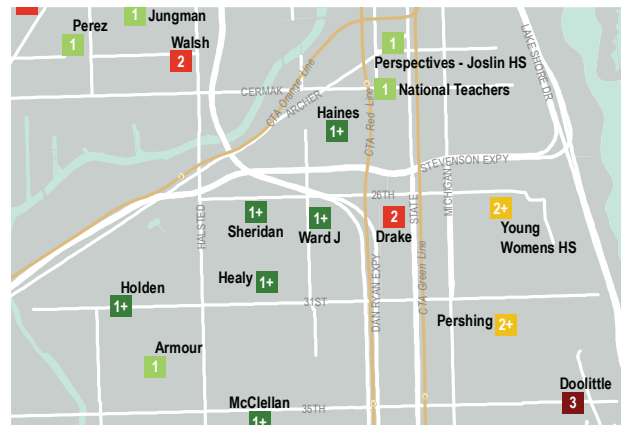 Jungman
1
Perez
1
Walsh
2
1
Perspectives - Joslin HS
1
National Teachers
LAKE SHORE DR
CERMAK
CTA Orange Line
ARCHER
Haines
1+
CTA Red Line
STEVENSON EXPY
26TH
1+
Sheridan
1+
Ward J
2
Drake
STATE
MICHIGAN
2+
Young
Womens HS
HALSTED
Healy
1+
Holden
1+
31ST
DAN RYAN EXPY
CTA Green Line
Pershing
2+
Armour
1
Doolittle
3
McClellan
1+
35TH